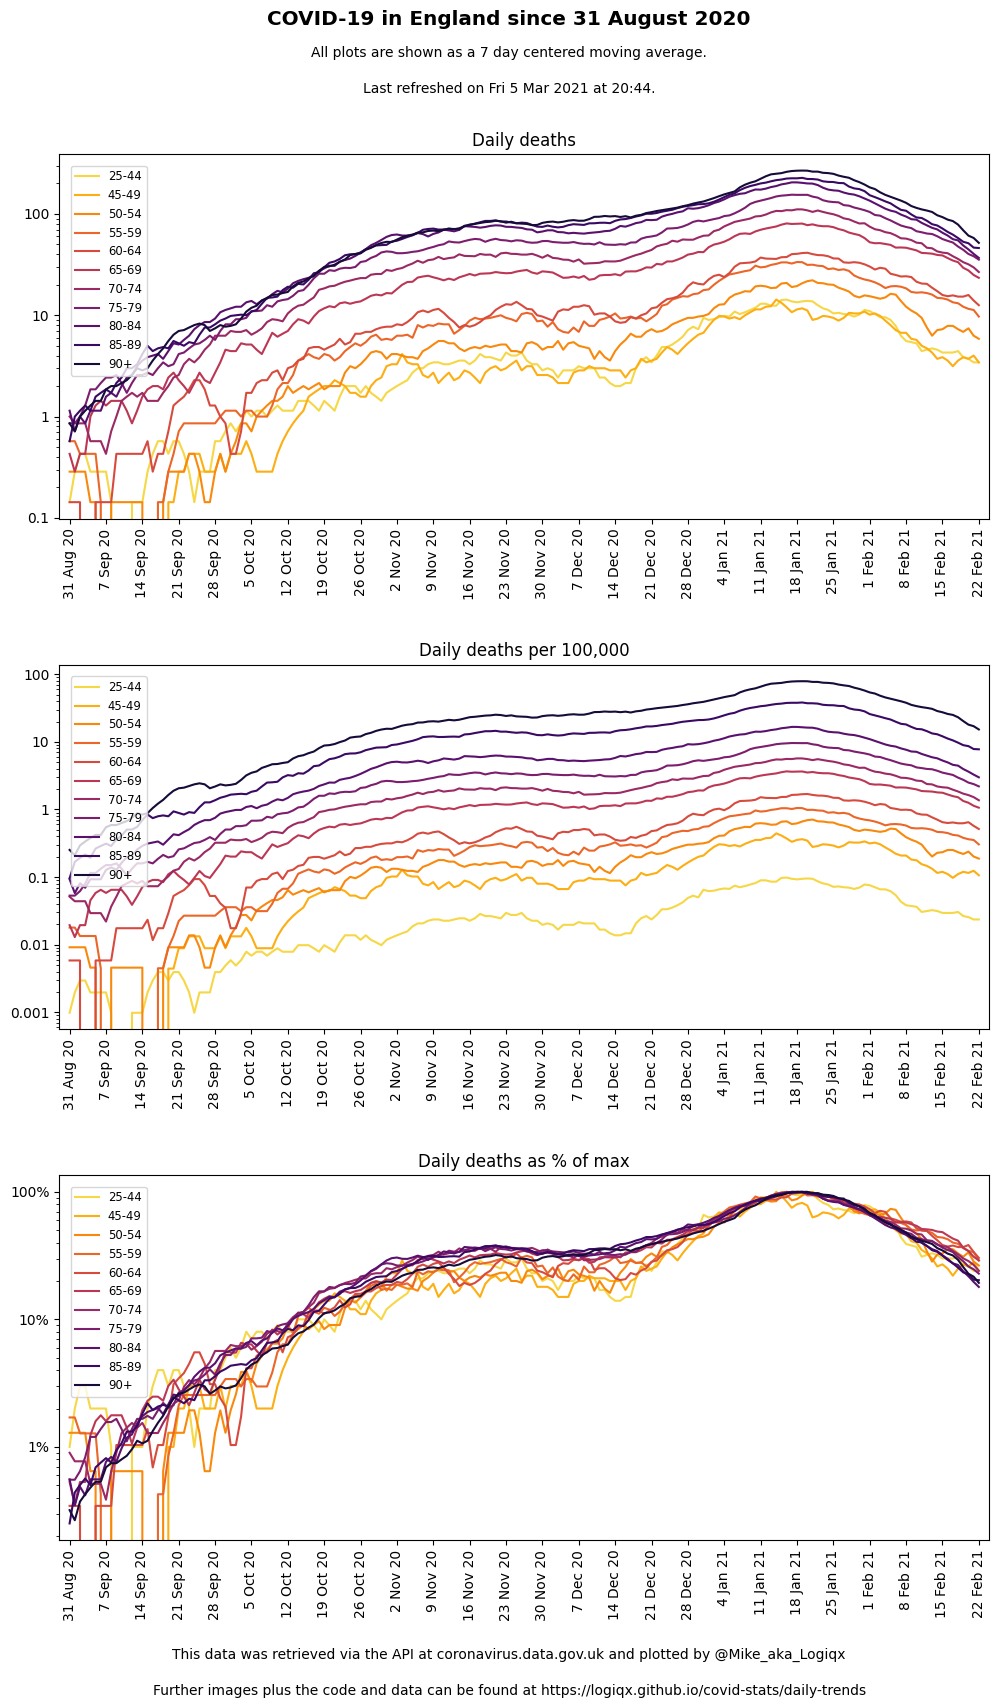 COVID-19 in England since 31 August 2020
All plots are shown as a 7 day centered moving average.
Last refreshed on Fri 5 Mar 2021 at 20:44.
Daily deaths
100
10
1
0.1
25-44
45-49
50-54
55-59
60-64
65-69
70-74
75-79
80-84
85-89
90+
31 Aug 20
7 Sep 20
14 Sep 20
21 Sep 20
28 Sep 20
5 Oct 20
12 Oct 20
19 Oct 20
26 Oct 20
2 Nov 20
9 Nov 20
16 Nov 20
23 Nov 20
30 Nov 20
7 Dec 20
14 Dec 20
21 Dec 20
28 Dec 20
4 Jan 21
11 Jan 21
18 Jan 21
25 Jan 21
1 Feb 21
8 Feb 21
15 Feb 21
22 Feb 21
Daily deaths per 100,000
100
10
1
0.1
0.01
0.001
25-44
45-49
50-54
55-59
60-64
65-69
70-74
75-79
80-84
85-89
90+
31 Aug 20
7 Sep 20
14 Sep 20
21 Sep 20
28 Sep 20
5 Oct 20
12 Oct 20
19 Oct 20
26 Oct 20
2 Nov 20
9 Nov 20
16 Nov 20
23 Nov 20
30 Nov 20
7 Dec 20
14 Dec 20
21 Dec 20
28 Dec 20
4 Jan 21
11 Jan 21
18 Jan 21
25 Jan 21
1 Feb 21
8 Feb 21
15 Feb 21
22 Feb 21
Daily deaths as % of max
100%
10%
1%
25-44
45-49
50-54
55-59
60-64
65-69
70-74
75-79
80-84
85-89
90+
31 Aug 20
7 Sep 20
14 Sep 20
21 Sep 20
28 Sep 20
5 Oct 20
12 Oct 20
19 Oct 20
26 Oct 20
2 Nov 20
9 Nov 20
16 Nov 20
23 Nov 20
30 Nov 20
7 Dec 20
14 Dec 20
21 Dec 20
28 Dec 20
4 Jan 21
11 Jan 21
18 Jan 21
25 Jan 21
1 Feb 21
8 Feb 21
15 Feb 21
22 Feb 21
This data was retrieved via the API at coronavirus.data.gov.uk and plotted by @Mike_aka_Logiqx
Further images plus the code and data can be found at https://logiqx.github.io/covid-stats/daily-trends